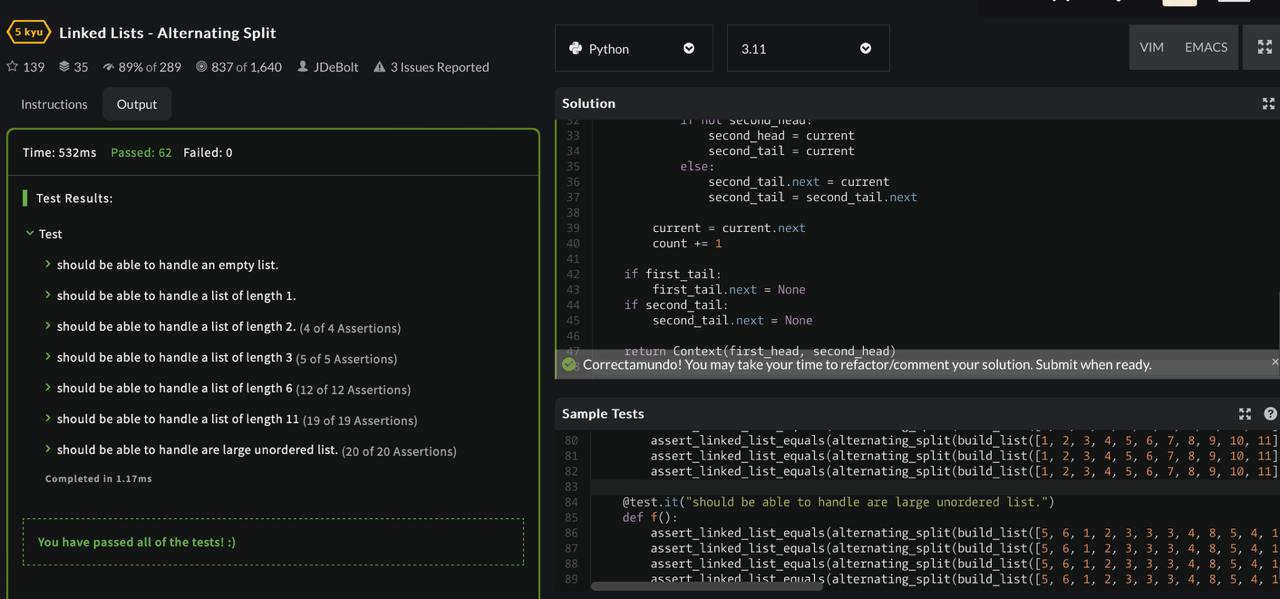 5 kyu Linked Lists - Alternating Split
139 35 89% of 289 837 of 1,640 JDeBolt 3 Issues Reported
Instructions Output
Time: 532ms Passed: 62 Failed: 0
Test Results:
Test
should be able to handle an empty list.
should be able to handle a list of length 1.
should be able to handle a list of length 2. (4 of 4 Assertions)
should be able to handle a list of length 3 (5 of 5 Assertions)
should be able to handle a list of length 6 (12 of 12 Assertions)
should be able to handle a list of length 11 (19 of 19 Assertions)
should be able to handle are large unordered list. (20 of 20 Assertions)
Completed in 1.17ms
You have passed all of the tests! :)
Python 3.11 VIM EMACS
Solution
32 if not second_head:
33 second_head = current
34 second_tail = current
35 else:
36 second_tail.next = current
37 second_tail = second_tail.next
38
39 current = current.next
40 count += 1
41
42 if first_tail:
43 first_tail.next = None
44 if second_tail:
45 second_tail.next = None
46
47 return Context(first_head, second_head)
Correctamundo! You may take your time to refactor/comment your solution. Submit when ready.
Sample Tests
80 assert_linked_list_equals(alternating_split(build_list([1, 2, 3, 4, 5, 6, 7, 8, 9, 10, 11]
81 assert_linked_list_equals(alternating_split(build_list([1, 2, 3, 4, 5, 6, 7, 8, 9, 10, 11]
82 assert_linked_list_equals(alternating_split(build_list([1, 2, 3, 4, 5, 6, 7, 8, 9, 10, 11]
83
84 @test.it("should be able to handle are large unordered list.")
85 def f():
86 assert_linked_list_equals(alternating_split(build_list([5, 6, 1, 2, 3, 3, 3, 4, 8, 5, 4, 1
87 assert_linked_list_equals(alternating_split(build_list([5, 6, 1, 2, 3, 3, 3, 4, 8, 5, 4, 1
88 assert_linked_list_equals(alternating_split(build_list([5, 6, 1, 2, 3, 3, 3, 4, 8, 5, 4, 1
89 assert_linked_list_equals(alternating_split(build_list([5, 6, 1, 2, 3, 3, 3, 4, 8, 5, 4, 1